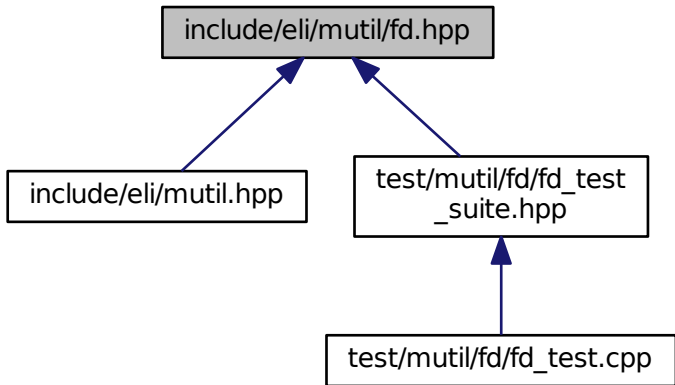 include/eli/mutil/fd.hpp
include/eli/mutil.hpp
test/mutil/fd/fd_test
_suite.hpp
test/mutil/fd/fd_test.cpp